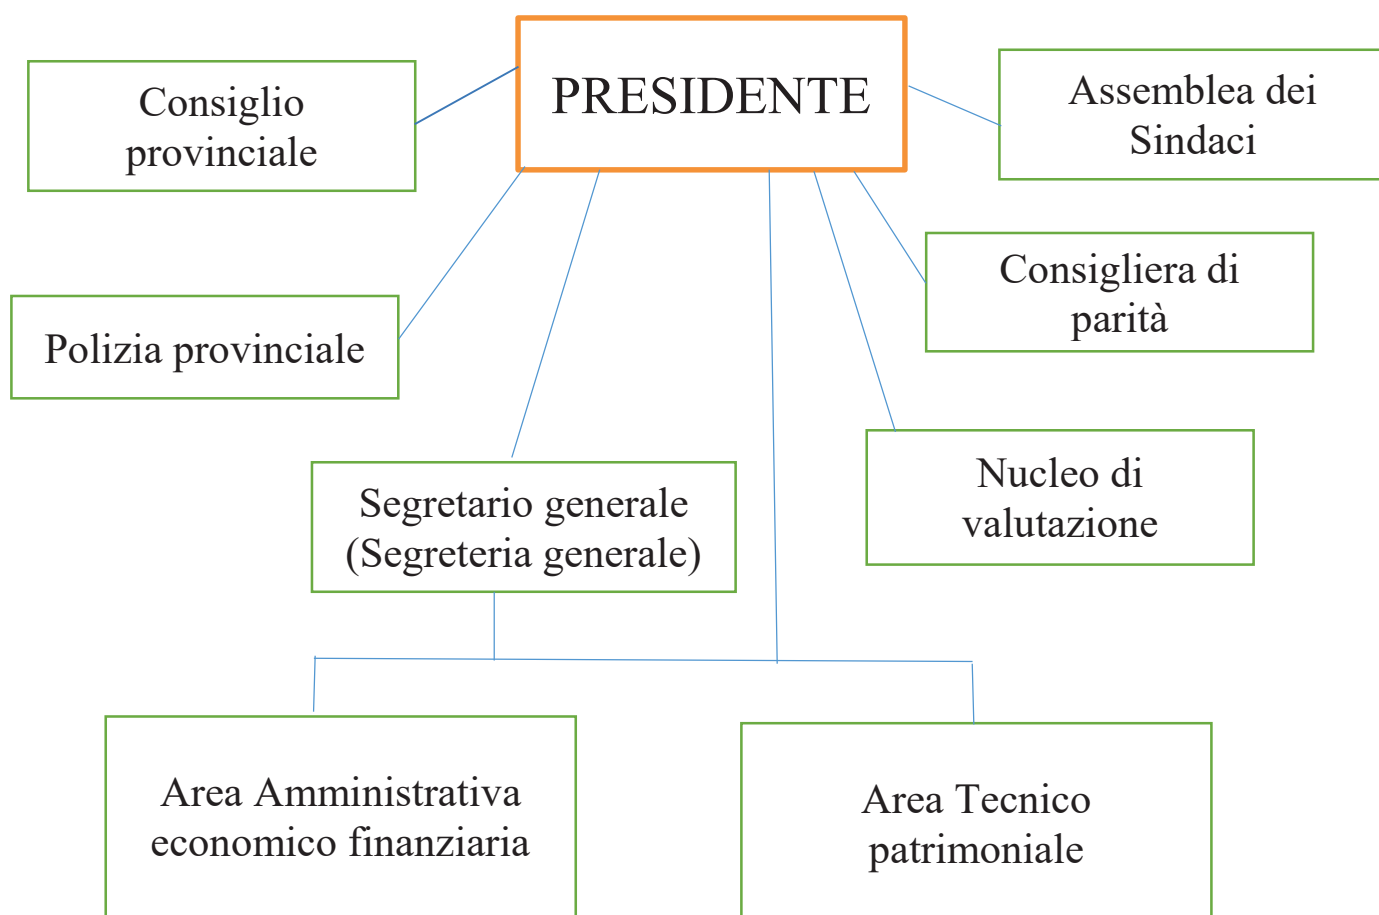 PRESIDENTE
Consiglio
provinciale
Assemblea dei
Sindaci
Consigliera di
parità
Polizia provinciale
Nucleo di
valutazione
Segretario generale
(Segreteria generale)
Area Amministrativa
economico finanziaria
Area Tecnico
patrimoniale